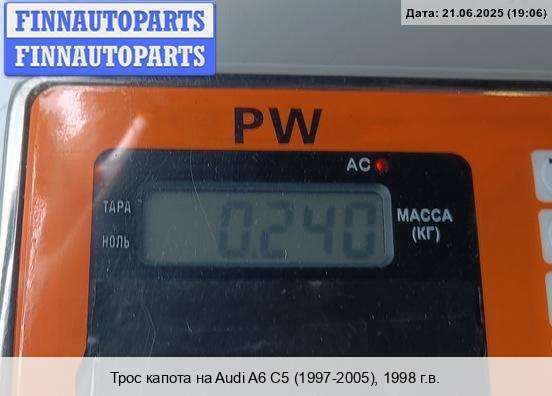 FINNAUTOPARTS
FINNAUTOPARTS
Дата: 21.06.2025 (19:06)
PW
AC
ТАРА
НОЛЬ
0.240
МАССА
(КГ)
Трос капота на Audi A6 C5 (1997-2005), 1998 г.в.